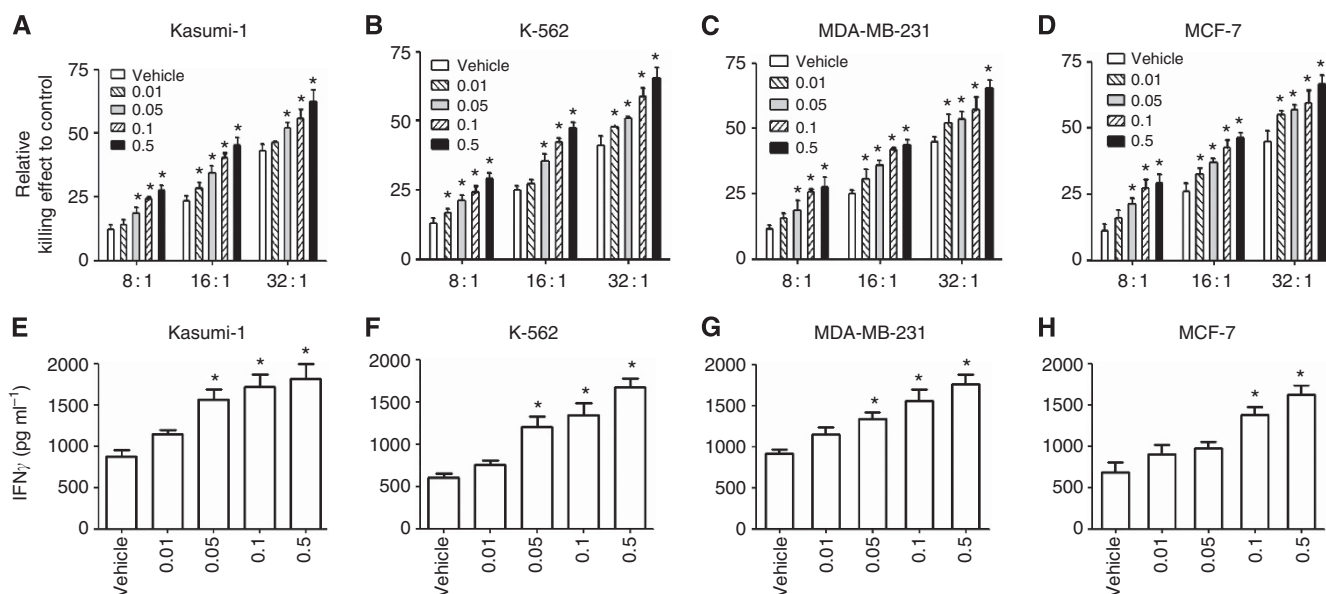 A Kasumi-1
Relative
killing effect to control
75
50
25
0
Vehicle
0.01
0.05
0.1
0.5
* * *
* * * *
* * *
8 : 1 16 : 1 32 : 1
B K-562
75
50
25
0
Vehicle
0.01
0.05
0.1
0.5
* * * *
* * *
* * * *
8 : 1 16 : 1 32 : 1
C MDA-MB-231
75
50
25
0
Vehicle
0.01
0.05
0.1
0.5
* * *
* * * *
* * * *
8 : 1 16 : 1 32 : 1
D MCF-7
75
50
25
0
Vehicle
0.01
0.05
0.1
0.5
* * *
* * * *
* * * *
8 : 1 16 : 1 32 : 1
E Kasumi-1
IFNγ (pg ml⁻¹)
2000
1500
1000
500
0
* * *
Vehicle 0.01 0.05 0.1 0.5
F K-562
2000
1500
1000
500
0
* * *
Vehicle 0.01 0.05 0.1 0.5
G MDA-MB-231
2000
1500
1000
500
0
* * *
Vehicle 0.01 0.05 0.1 0.5
H MCF-7
2000
1500
1000
500
0
* *
Vehicle 0.01 0.05 0.1 0.5